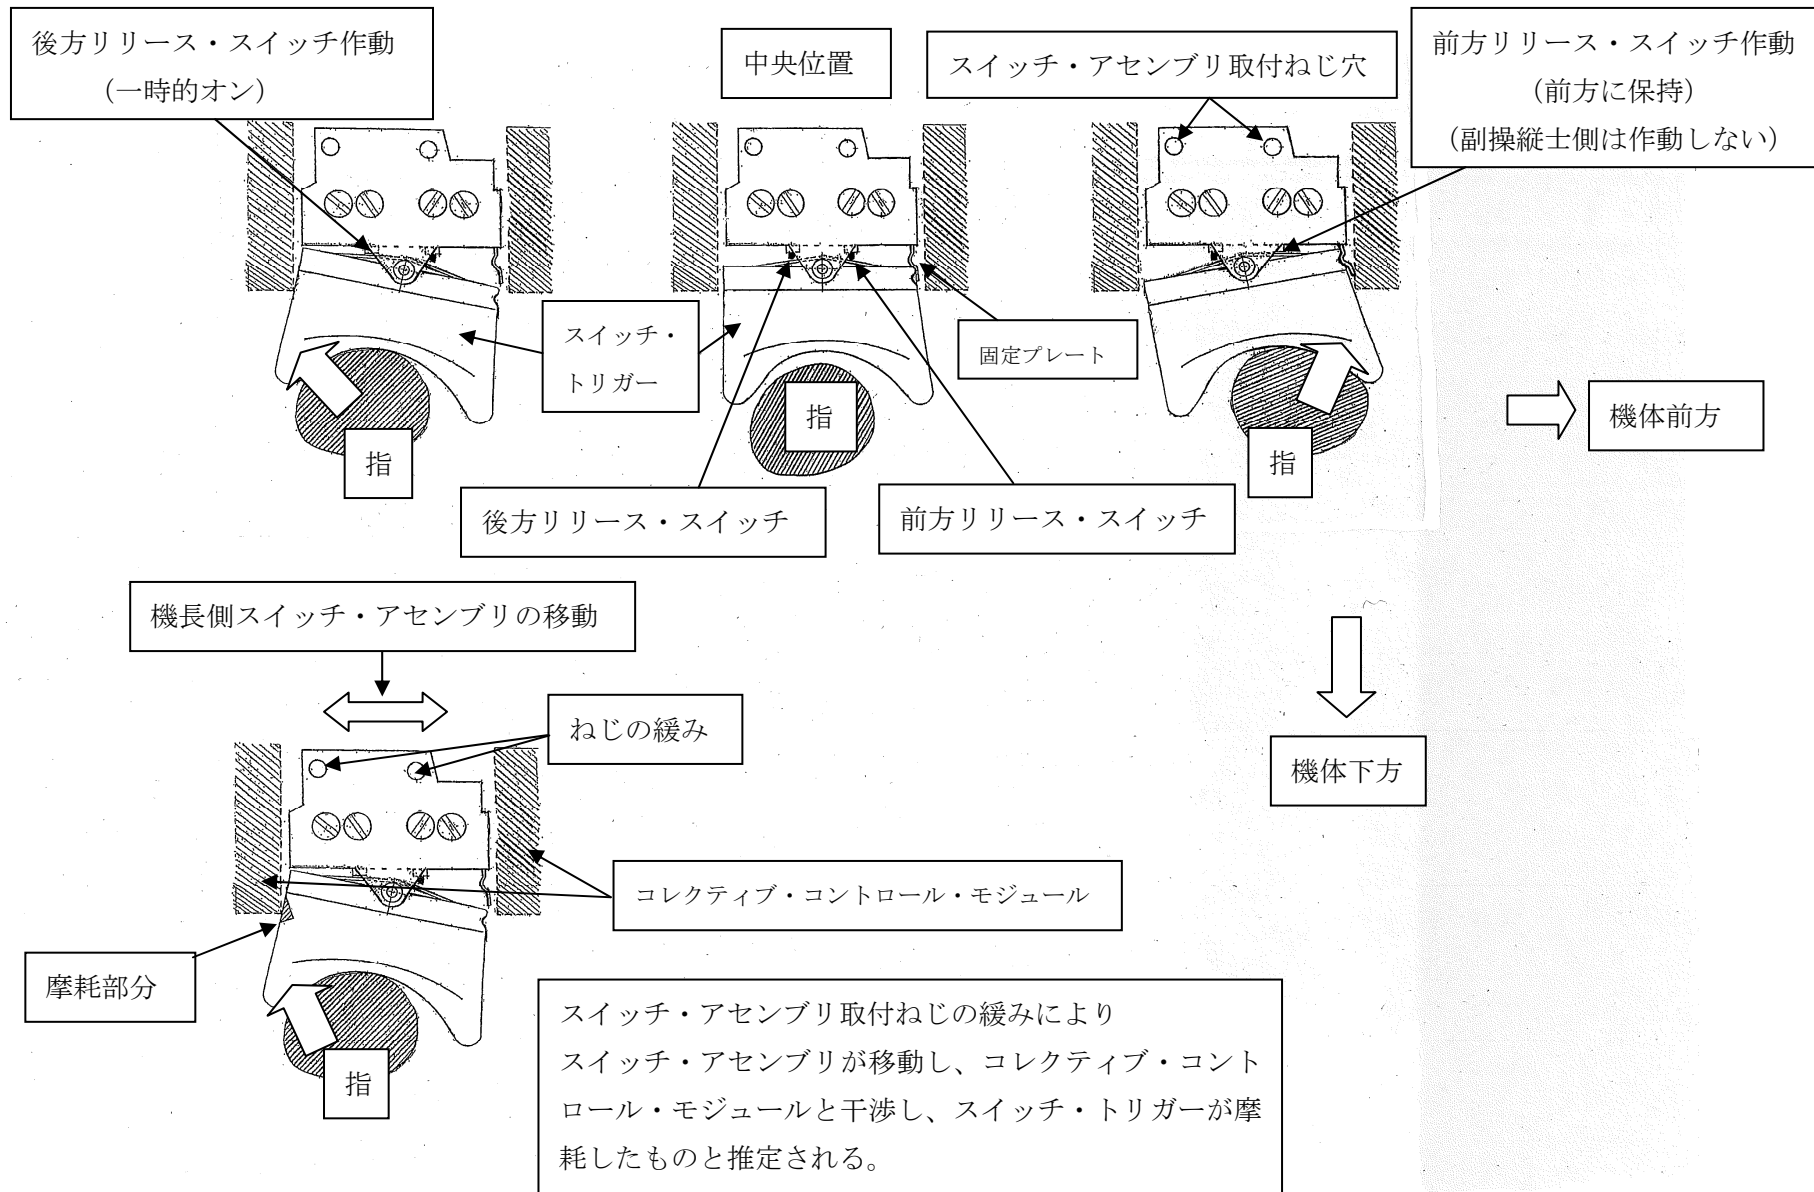 後方リリース・スイッチ作動
(一時的オン)
中央位置
スイッチ・アセンブリ取付ねじ穴
前方リリース・スイッチ作動
(前方に保持)
(副操縦士側は作動しない)
スイッチ・
トリガー
固定プレート
指
指
指
機体前方
後方リリース・スイッチ
前方リリース・スイッチ
機長側スイッチ・アセンブリの移動
ねじの緩み
機体下方
コレクティブ・コントロール・モジュール
摩耗部分
指
スイッチ・アセンブリ取付ねじの緩みにより
スイッチ・アセンブリが移動し、コレクティブ・コント
ロール・モジュールと干渉し、スイッチ・トリガーが摩
耗したものと推定される。